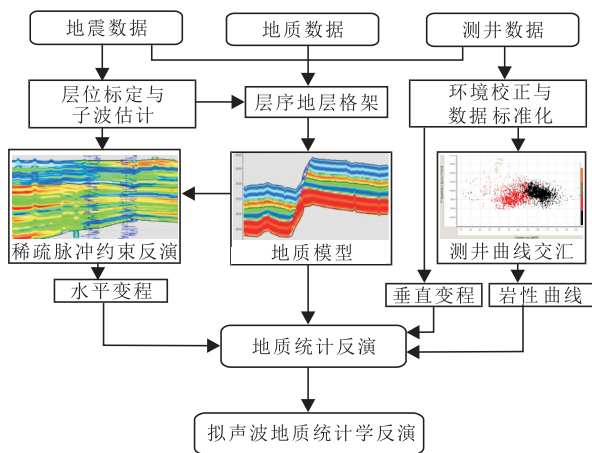 地震数据
地质数据
测井数据
层位标定与
子波估计
层序地层格架
环境校正与
数据标准化
稀疏脉冲约束反演
地质模型
测井曲线交汇
水平变程
垂直变程
岩性曲线
地质统计反演
拟声波地质统计学反演